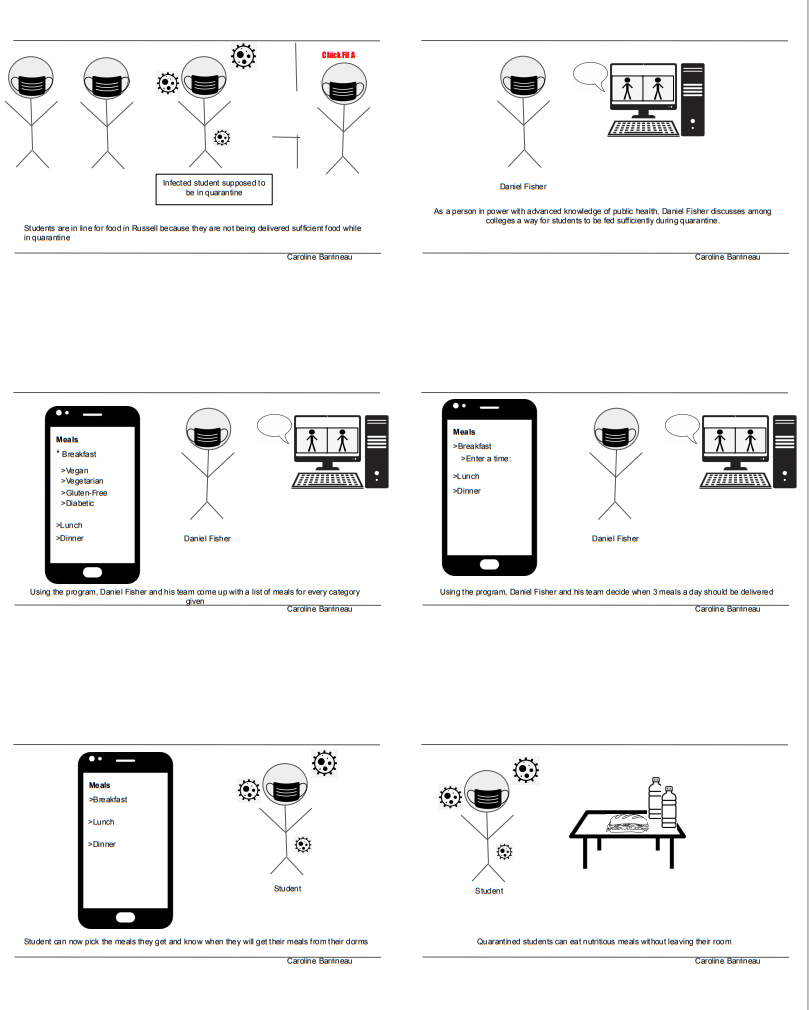 Chick Fil A
Infected student supposed to
be in quarantine
Students are in line for food in Russell because they are not being delivered sufficient food while
in quarantine
Caroline Barrineau
Daniel Fisher
As a person in power with advanced knowledge of public health, Daniel Fisher discusses among
colleges a way for students to be fed sufficiently during quarantine.
Caroline Barrineau
Meals
* Breakfast
>Vegan
>Vegetarian
>Gluten-Free
>Diabetic
>Lunch
>Dinner
Daniel Fisher
Using the program, Daniel Fisher and his team come up with a list of meals for every category
given
Caroline Barrineau
Meals
>Breakfast
>Enter a time:
>Lunch
>Dinner
Daniel Fisher
Using the program, Daniel Fisher and his team decide when 3 meals a day should be delivered
Caroline Barrineau
Meals
>Breakfast
>Lunch
>Dinner
Student
Student can now pick the meals they get and know when they will get their meals from their dorms
Caroline Barrineau
Student
Quarantined students can eat nutritious meals without leaving their room
Caroline Barrineau